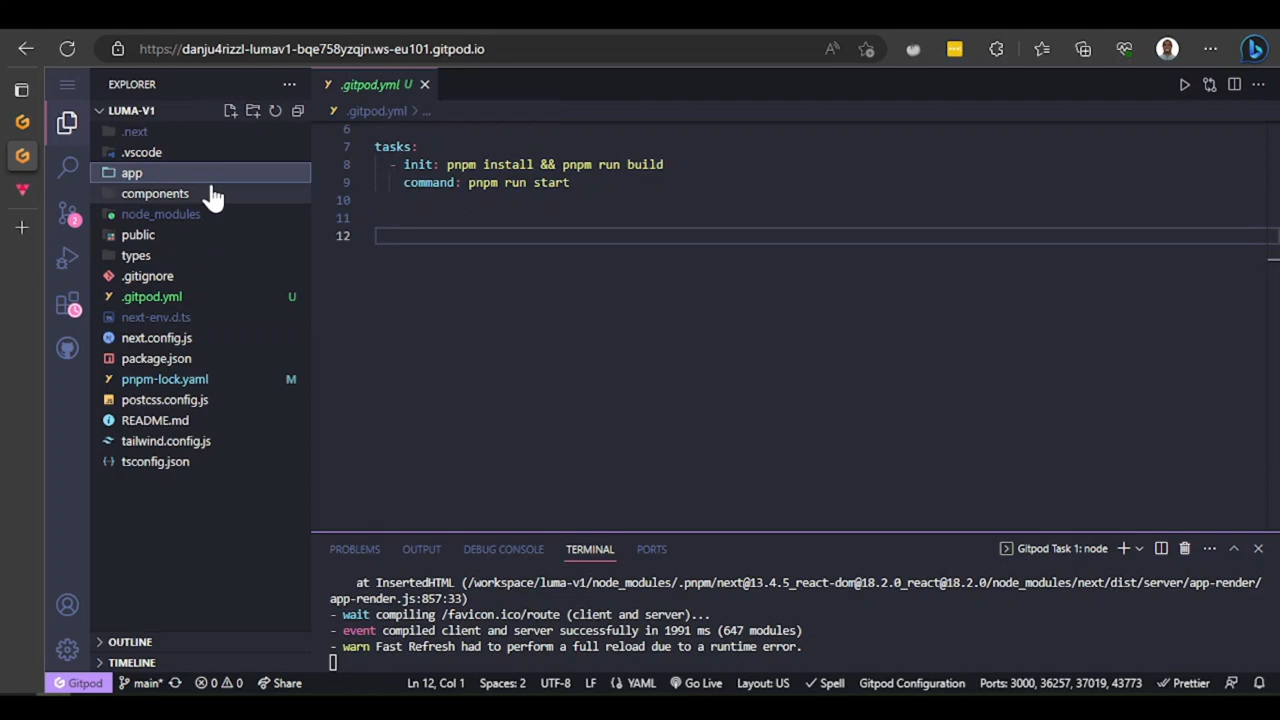 https://danju4rizzl-lumav1-bqe758yzqjn.ws-eu101.gitpod.io
EXPLORER
LUMA-V1
.next
.vscode
app
components
node_modules
public
types
.gitignore
.gitpod.yml U
next-env.d.ts
next.config.js
package.json
pnpm-lock.yaml M
postcss.config.js
README.md
tailwind.config.js
tsconfig.json
OUTLINE
TIMELINE
.gitpod.yml U
.gitpod.yml > ...
6
7 tasks:
8 - init: pnpm install && pnpm run build
9 command: pnpm run start
10
11
12
PROBLEMS OUTPUT DEBUG CONSOLE TERMINAL PORTS Gitpod Task 1: node
at InsertedHTML (/workspace/luma-v1/node_modules/.pnpm/next@13.4.5_react-dom@18.2.0_react@18.2.0/node_modules/next/dist/server/app-render/
app-render.js:857:33)
- wait compiling /favicon.ico/route (client and server)...
- event compiled client and server successfully in 1991 ms (647 modules)
- warn Fast Refresh had to perform a full reload due to a runtime error.
Gitpod main* 0 0 Share Ln 12, Col 1 Spaces: 2 UTF-8 LF YAML Go Live Layout: US Spell Gitpod Configuration Ports: 3000, 36257, 37019, 43773 Prettier